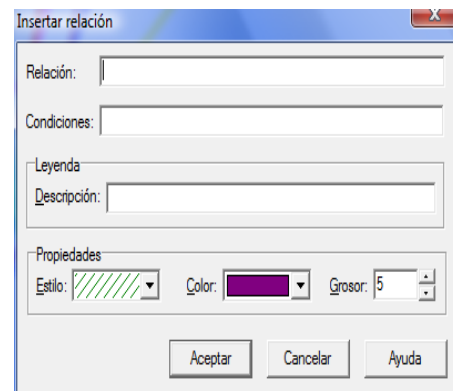 Insertar relación
Relación:
Condiciones:
Leyenda
Descripción:
Propiedades
Estilo: Color: Grosor: 5
Aceptar Cancelar Ayuda